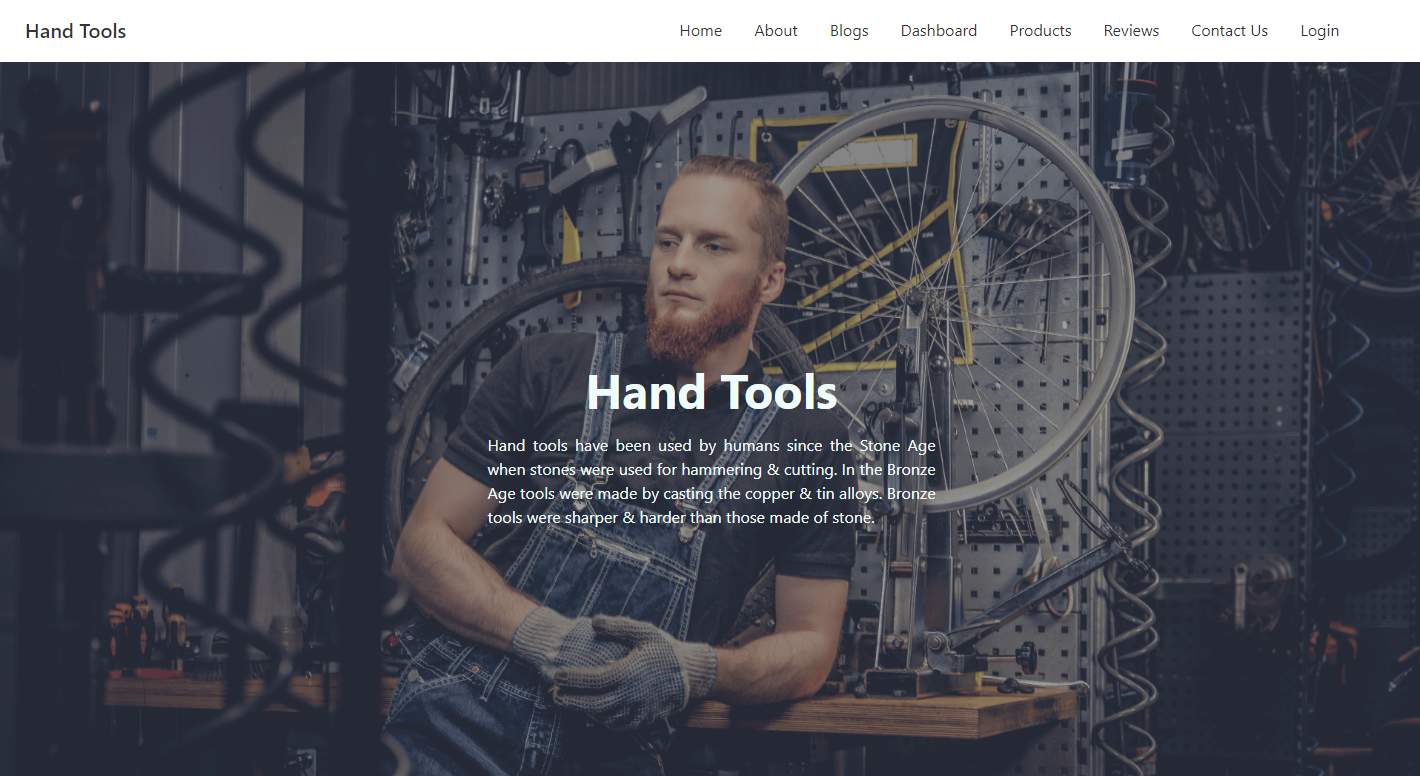 Hand Tools
Home About Blogs Dashboard Products Reviews Contact Us Login
Hand Tools
Hand tools have been used by humans since the Stone Age
when stones were used for hammering & cutting. In the Bronze
Age tools were made by casting the copper & tin alloys. Bronze
tools were sharper & harder than those made of stone.